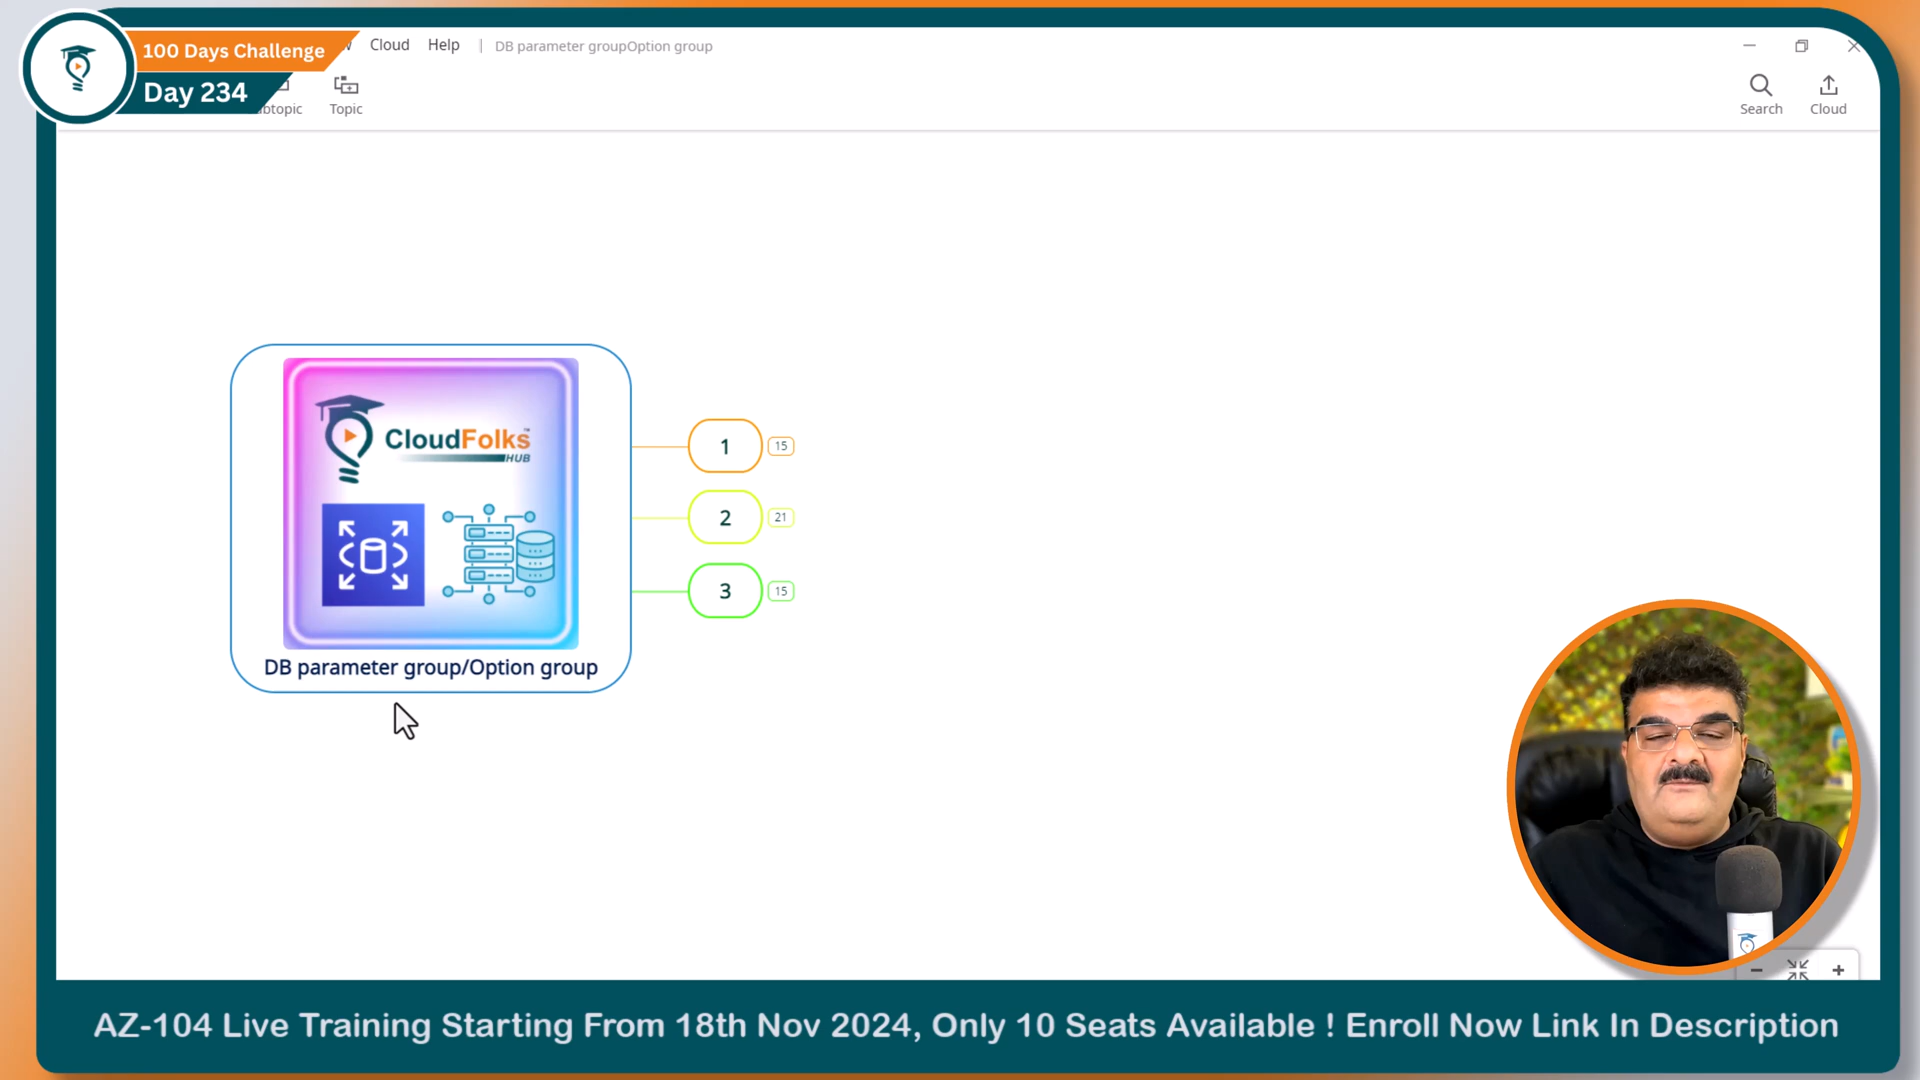 100 Days Challenge
Day 234
Cloud Help | DB parameter groupOption group
btopic
Topic
Search
Cloud
CloudFolks
HUB
DB parameter group/Option group
1 15
2 21
3 15
AZ-104 Live Training Starting From 18th Nov 2024, Only 10 Seats Available ! Enroll Now Link In Description